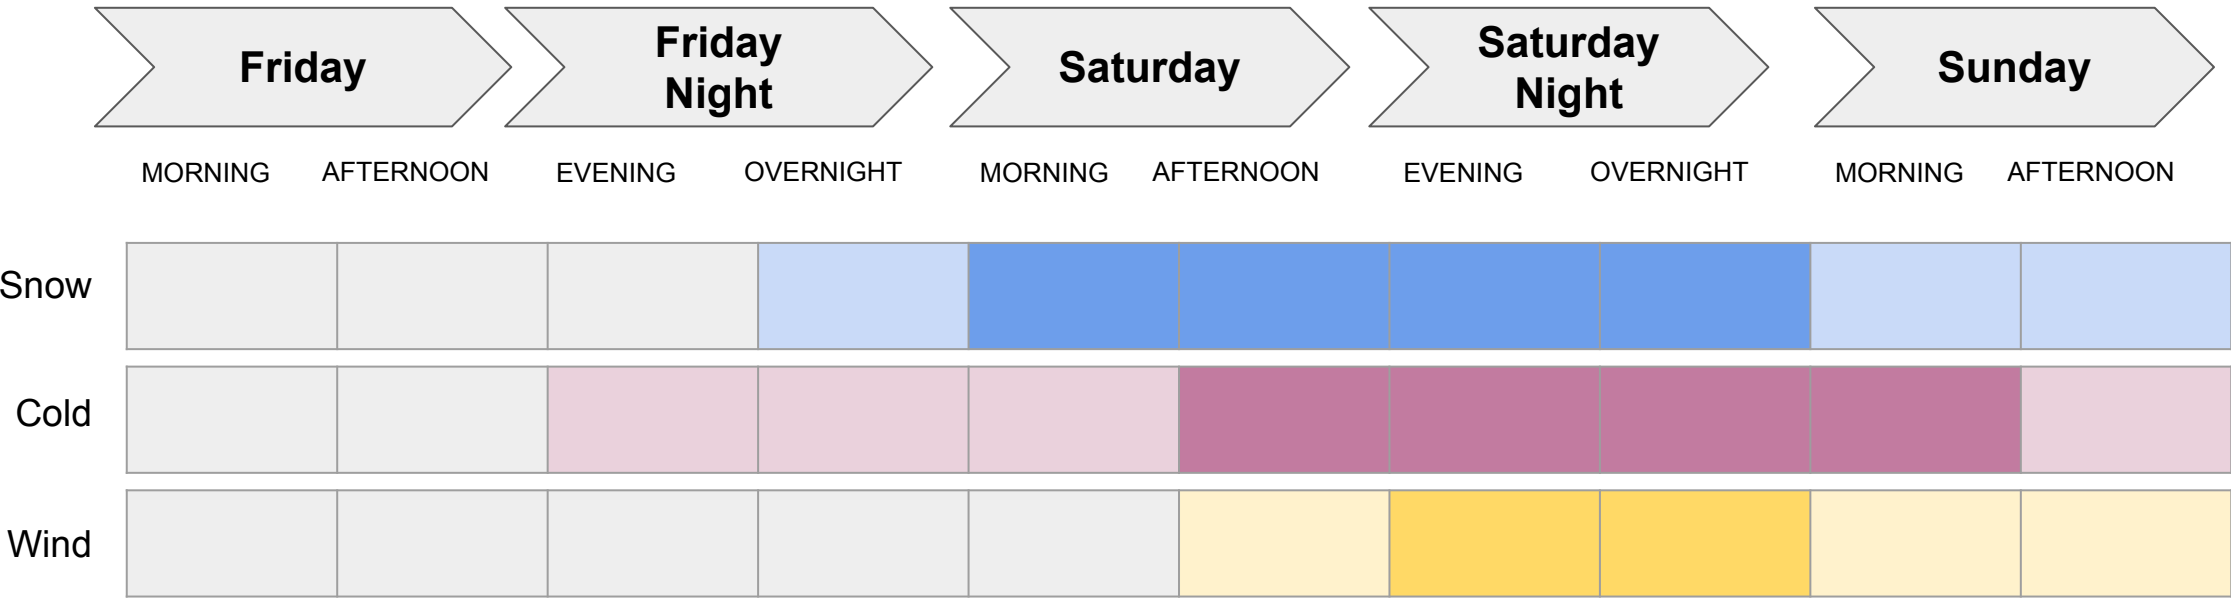 Friday
Friday
Night
Saturday
Saturday
Night
Sunday
MORNING AFTERNOON EVENING OVERNIGHT MORNING AFTERNOON EVENING OVERNIGHT MORNING AFTERNOON
Snow
Cold
Wind